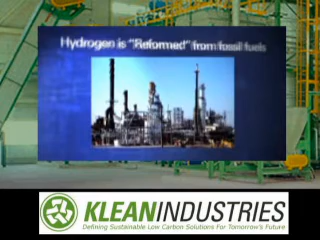 Hydrogen is "Reformed" from fossil fuels
KLEANINDUSTRIES
Defining Sustainable Low Carbon Solutions For Tomorrow's Future